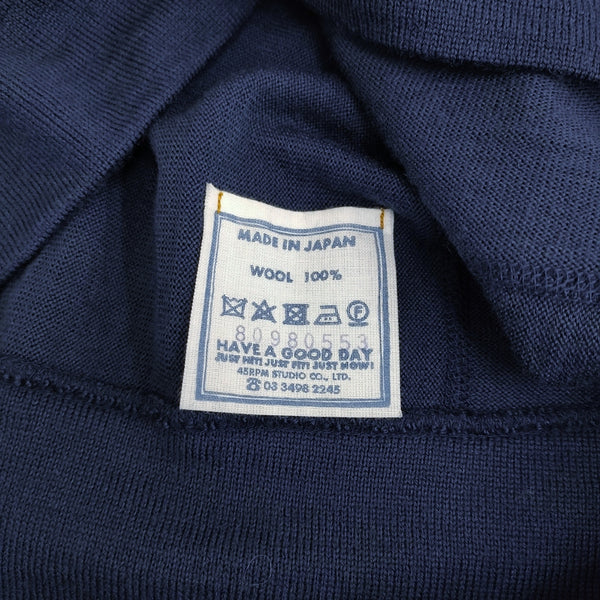 MADE IN JAPAN
WOOL 100%
F
80980553
HAVE A GOOD DAY
JUST HIT! JUST FIT! JUST NOW!
45RPM STUDIO CO., LTD.
☎ 03 3498 2245